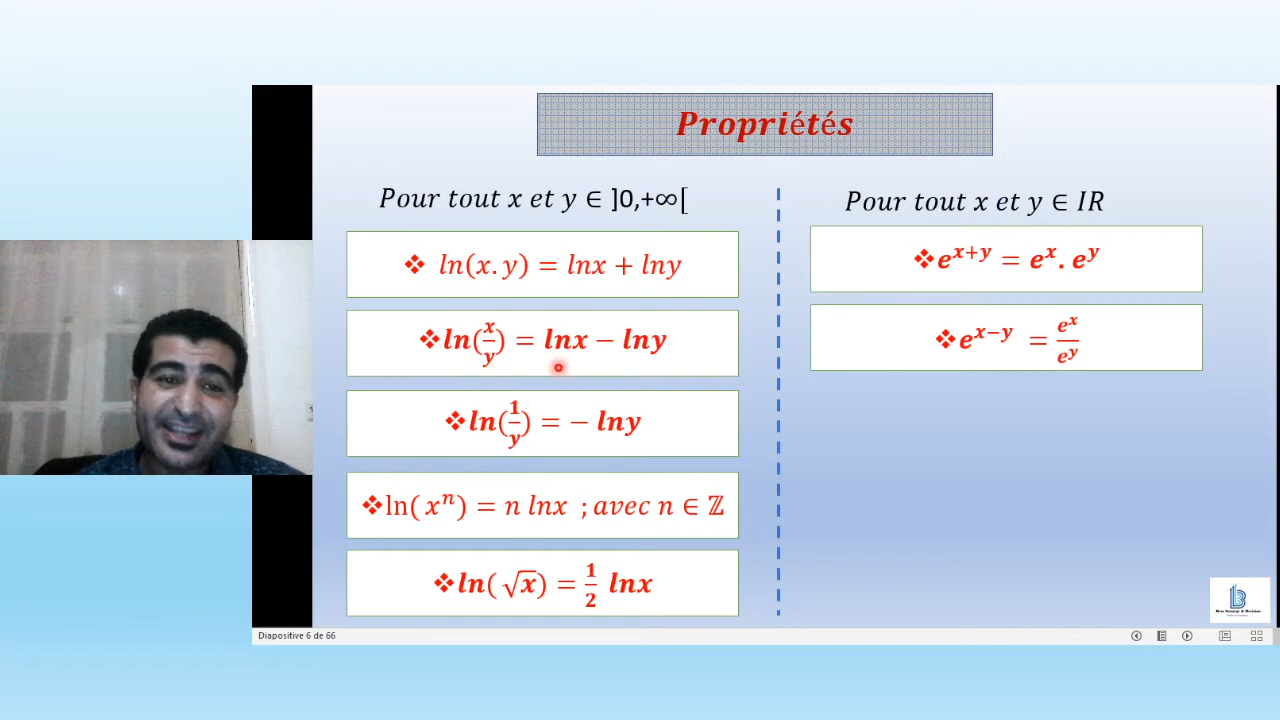 Propriétés
Pour tout x et y ∈ ]0,+∞[
❖ ln(x.y) = lnx + lny
❖ln(x/y) = lnx − lny
❖ln(1/y) = − lny
❖ln( xⁿ) = n lnx ; avec n ∈ ℤ
❖ln( √x) = 1/2 lnx
Pour tout x et y ∈ IR
❖e^(x+y) = e^x . e^y
❖e^(x−y) = e^x/e^y
Diapositive 6 de 66